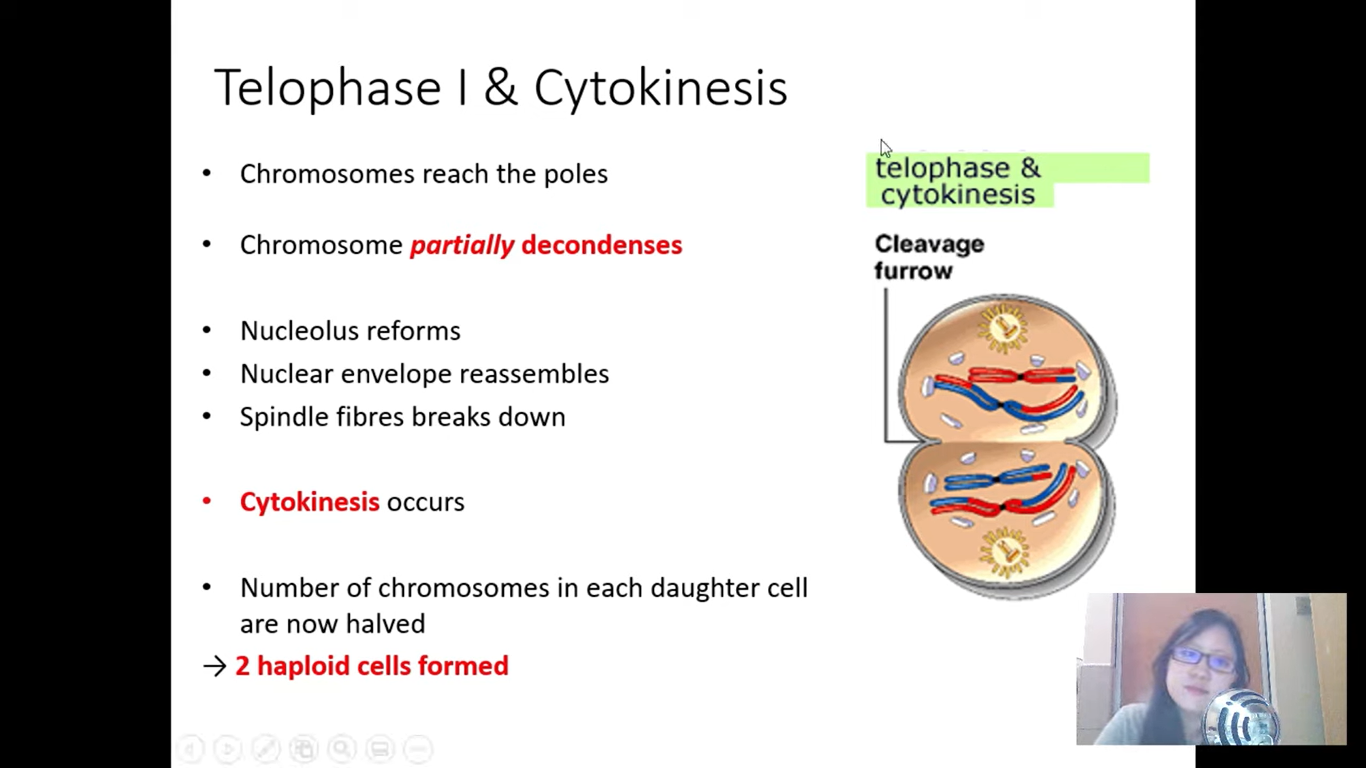 Telophase I & Cytokinesis
• Chromosomes reach the poles
• Chromosome partially decondenses
• Nucleolus reforms
• Nuclear envelope reassembles
• Spindle fibres breaks down
• Cytokinesis occurs
• Number of chromosomes in each daughter cell
are now halved
→ 2 haploid cells formed
telophase &
cytokinesis
Cleavage
furrow